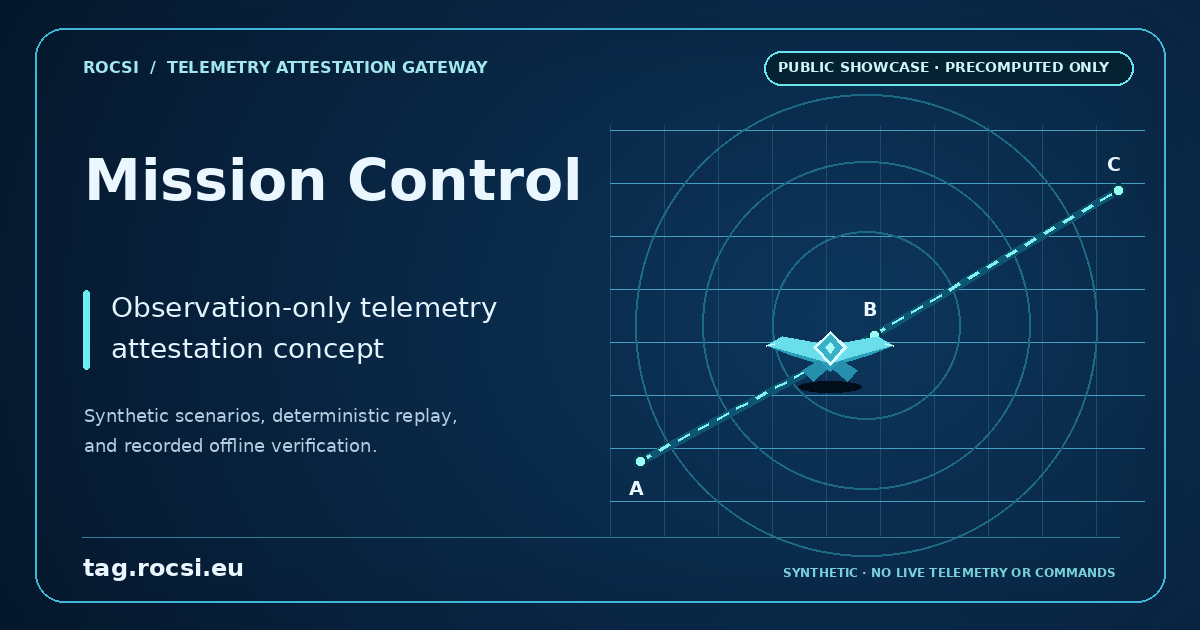 ROCSI / TELEMETRY ATTESTATION GATEWAY
PUBLIC SHOWCASE · PRECOMPUTED ONLY
Mission Control
Observation-only telemetry
attestation concept
Synthetic scenarios, deterministic replay,
and recorded offline verification.
C
B
A
tag.rocsi.eu
SYNTHETIC · NO LIVE TELEMETRY OR COMMANDS